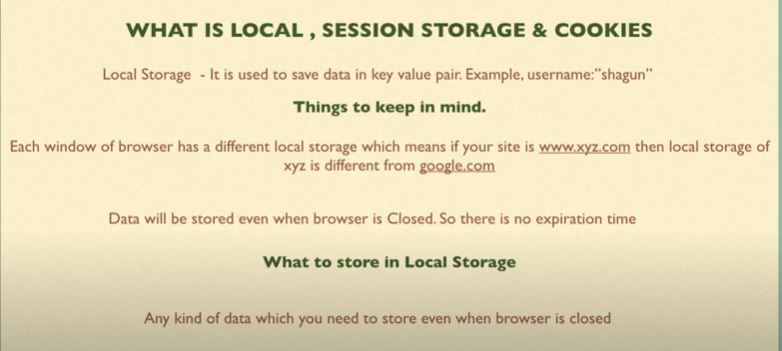 WHAT IS LOCAL , SESSION STORAGE & COOKIES
Local Storage - It is used to save data in key value pair. Example, username:"shagun"
Things to keep in mind.
Each window of browser has a different local storage which means if your site is www.xyz.com then local storage of
xyz is different from google.com
Data will be stored even when browser is Closed. So there is no expiration time
What to store in Local Storage
Any kind of data which you need to store even when browser is closed